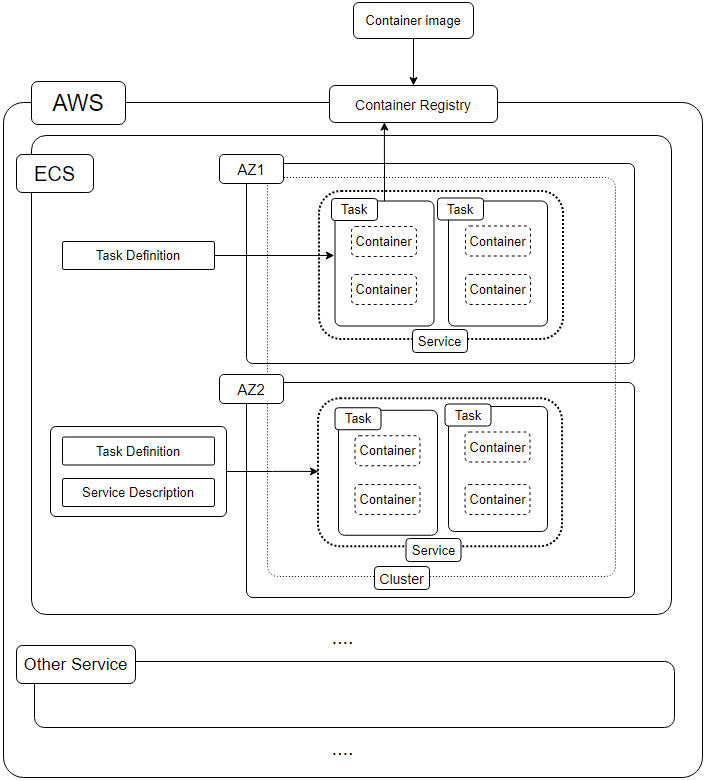 Container image
AWS
Container Registry
ECS
AZ1
Task
Task
Container
Container
Task Definition
Container
Container
Service
AZ2
Task
Task
Task Definition
Container
Container
Service Description
Container
Container
Service
Cluster
....
Other Service
....